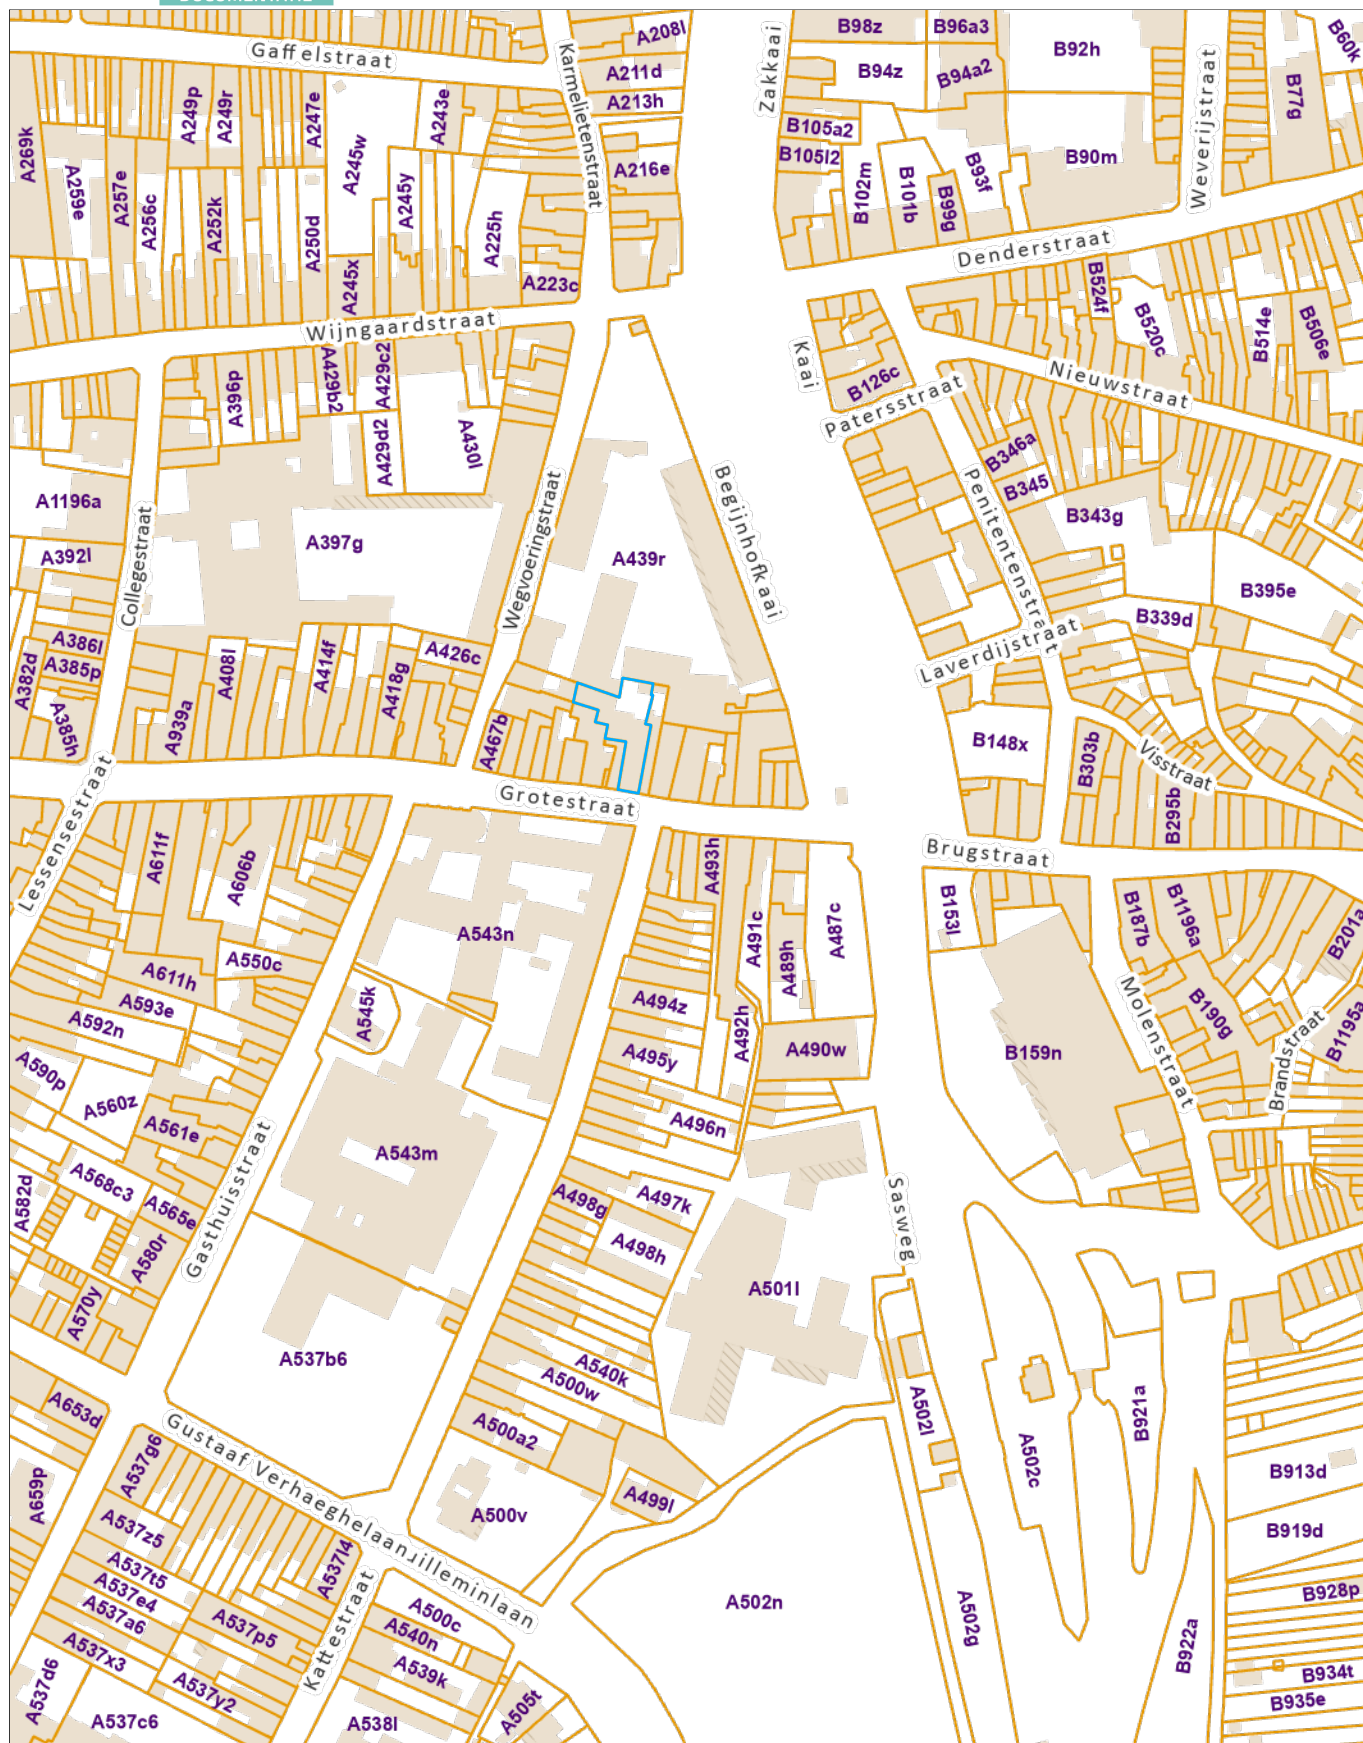 Gaffelstraat
Karmelietenstraat
A208l
A211d
A213h
A216e
Zakkaai
B98z
B96a3
B94z
B94a2
B92h
B105a2
B105l2
B102m
B101b
B99g
B93f
B90m
Weverijstraat
B77g
B60k
Denderstraat
A269k
A259e
A257e
A256c
A249p
A249r
A252k
A247e
A250d
A245w
A245x
A245y
A243e
A225h
A223c
Wijngaardstraat
B524f
B520c
B514e
B506e
Kaai
B126c
Patersstraat
Nieuwstraat
A396p
A429b2
A429c2
A429d2
A430l
Wegvoeringstraat
Begijnhofkaai
Penitentenstraat
B346a
B345
B343g
A1196a
A392l
Collegestraat
A397g
A439r
B395e
B339d
Laverdijstraat
A386l
A385p
A382d
A385h
A939a
A408l
A414f
A418g
A426c
A467b
B148x
B303b
Visstraat
B295b
Lessensestraat
Grotestraat
Brugstraat
A611f
A606b
A543n
A493h
A491c
A489h
A487c
B153l
B187b
B1196a
B201a
A550c
A611h
A593e
A592n
A545k
A494z
A492h
A495y
A490w
B159n
Molenstraat
B190g
Brandstraat
B1195a
A590p
A560z
A561e
A496n
A543m
A568c3
A565e
A582d
A580r
A570y
Gasthuisstraat
A498g
A497k
A498h
Sasweg
A501l
A537b6
A540k
A500w
A502l
A502c
B921a
A653d
Gustaaf Verhaeghelaan
A537g6
A500a2
A499l
A500v
A659p
B913d
B919d
A537z5
A537t5
A537e4
A537a6
A537x3
A537l4
A537p5
A537y2
A537d6
A537c6
Kattestraat
A500c
A540n
A539k
A538l
A505t
A502n
A502g
B922a
B928p
B934t
B935e